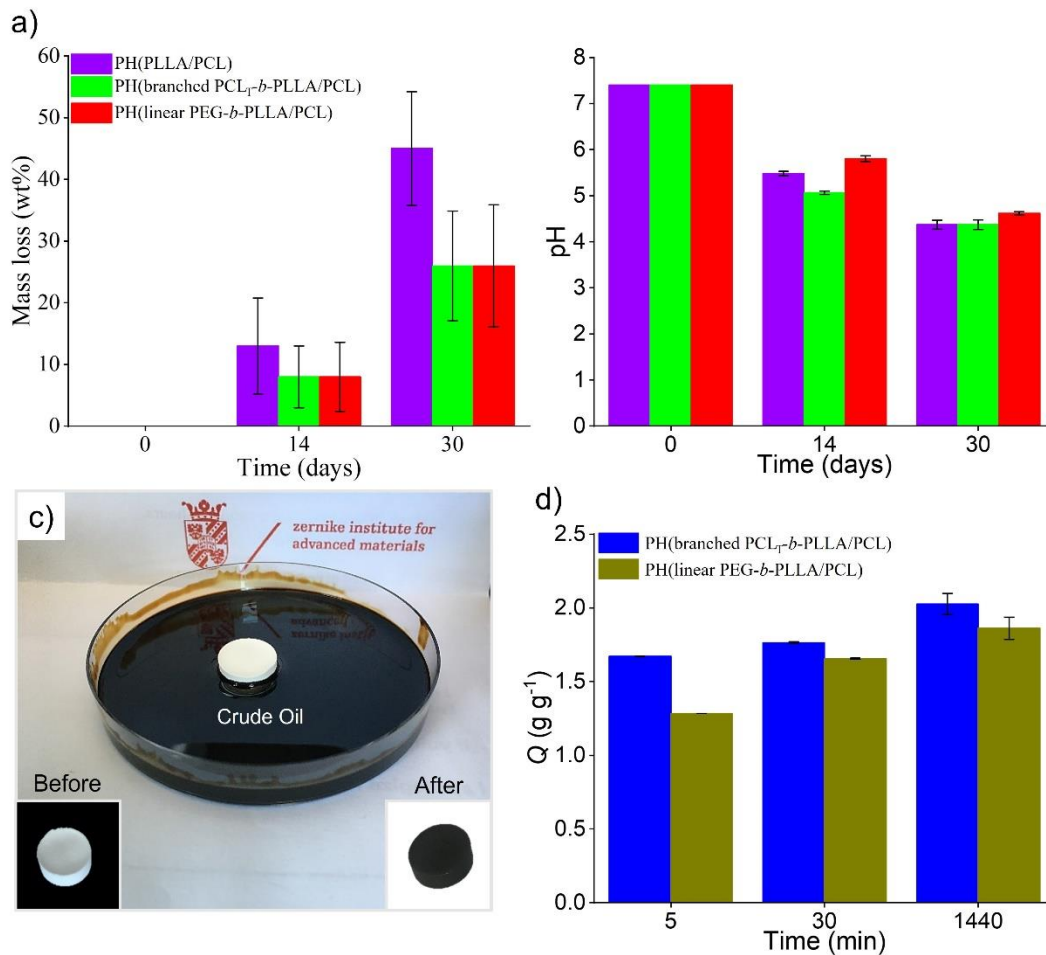 a)
60
50
40
30
20
10
0
Mass loss (wt%)
PH(PLLA/PCL)
PH(branched PCLT-b-PLLA/PCL)
PH(linear PEG-b-PLLA/PCL)
0 14 30
Time (days)
8
7
6
5
4
3
2
1
0
pH
0 14 30
Time (days)
c)
zernike institute for
advanced materials
Crude Oil
Before
After
d)
2.5
2.0
1.5
1.0
0.5
0.0
Q (g g⁻¹)
PH(branched PCLT-b-PLLA/PCL)
PH(linear PEG-b-PLLA/PCL)
5 30 1440
Time (min)